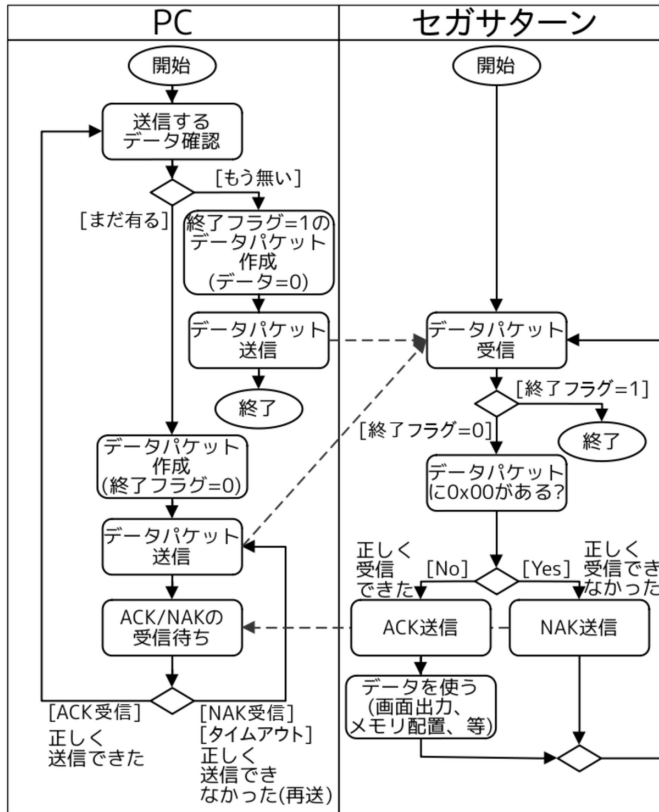 PC
開始
送信する
データ確認
[もう無い]
[まだ有る]
終了フラグ=1の
データパケット
作成
(データ=0)
データパケット
送信
終了
データパケット
作成
(終了フラグ=0)
データパケット
送信
ACK/NAKの
受信待ち
[ACK受信]
正しく
送信できた
[NAK受信]
[タイムアウト]
正しく
送信でき
なかった(再送)
セガサターン
開始
データパケット
受信
[終了フラグ=1]
終了
[終了フラグ=0]
データパケット
に0x00がある?
正しく
受信
できた
[No]
[Yes]
正しく
受信でき
なかった
ACK送信
NAK送信
データを使う
(画面出力、
メモリ配置、等)